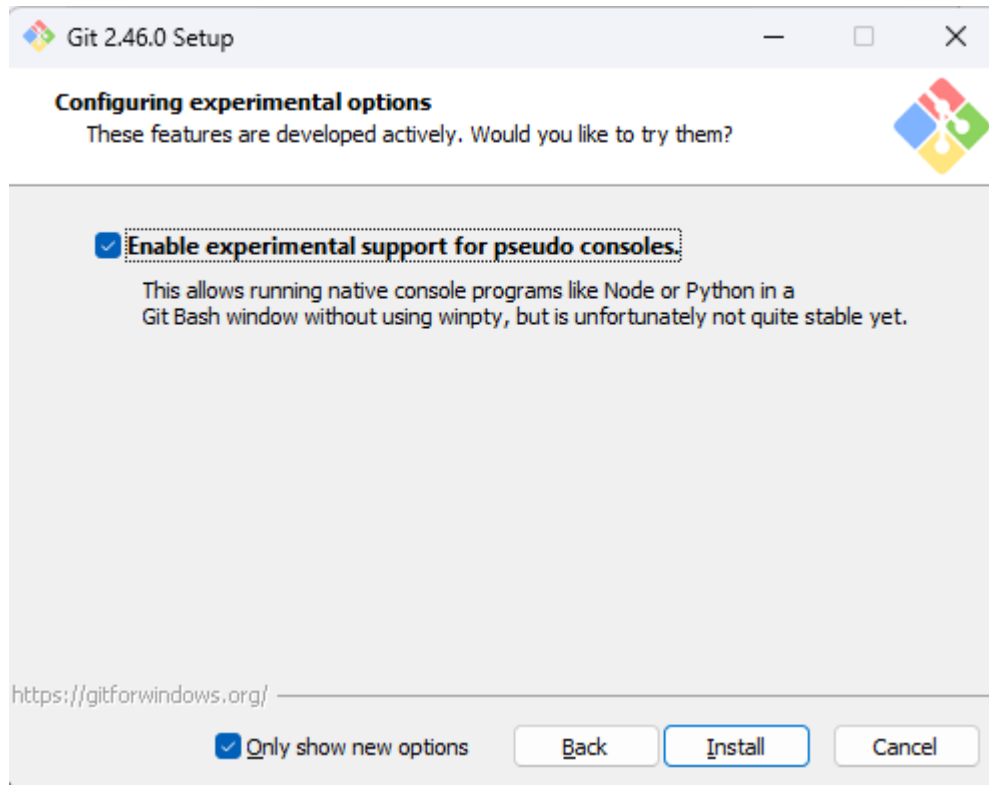 Git 2.46.0 Setup
Configuring experimental options
These features are developed actively. Would you like to try them?
Enable experimental support for pseudo consoles.
This allows running native console programs like Node or Python in a
Git Bash window without using winpty, but is unfortunately not quite stable yet.
https://gitforwindows.org/
Only show new options
Back
Install
Cancel